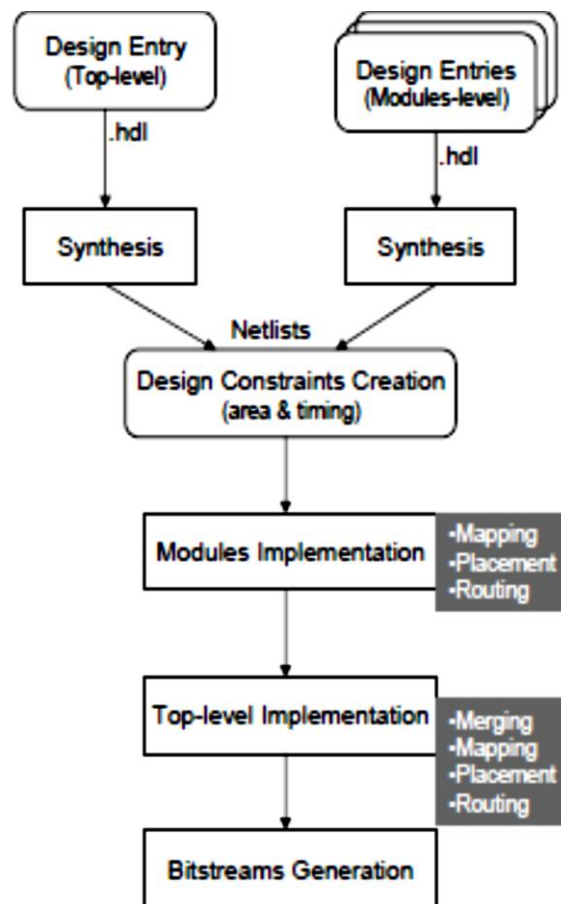 Design Entry
(Top-level)
Design Entries
(Modules-level)
.hdl
.hdl
Synthesis
Synthesis
Netlists
Design Constraints Creation
(area & timing)
Modules Implementation
▪Mapping
▪Placement
▪Routing
Top-level Implementation
▪Merging
▪Mapping
▪Placement
▪Routing
Bitstreams Generation